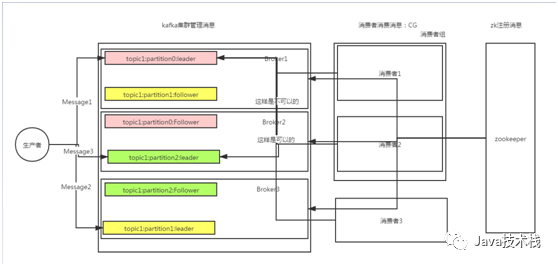 kafka集群管理消息
消费者消费消息：CG
zk注册消息
消费者组
topic1:partition0:leader
Broker1
消费者1
topic1:partition1:follower
Message1
这样是不可以的
topic1:partition0:Follower
Broker2
这样是可以的
生产者
Message3
topic1:partition2:leader
消费者2
zookeeper
topic1:partition2:Follower
Broker3
Message2
topic1:partition1:leader
消费者3
Java技术栈